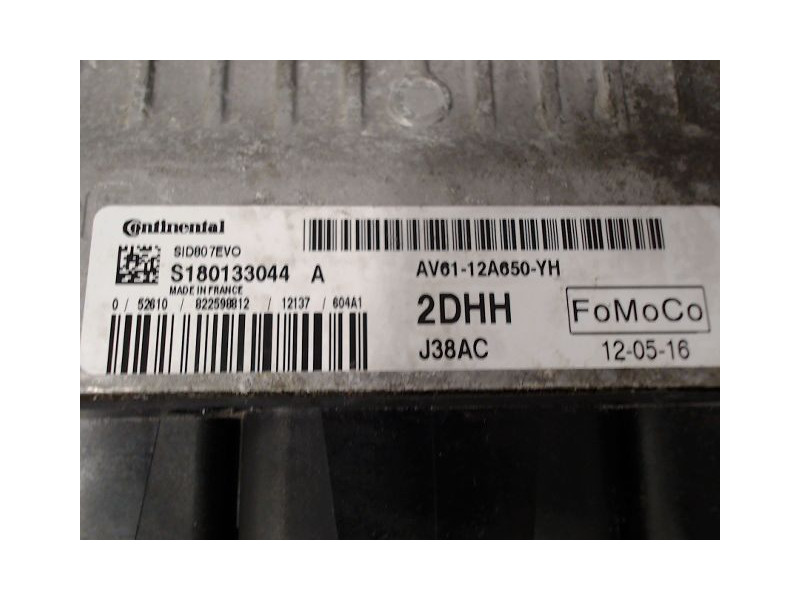 Continental
SID807EVO
S180133044 A
MADE IN FRANCE
0 / 52610 / 822598812 / 12137 / 604A1
AV61-12A650-YH
2DHH
FoMoCo
J38AC
12-05-16